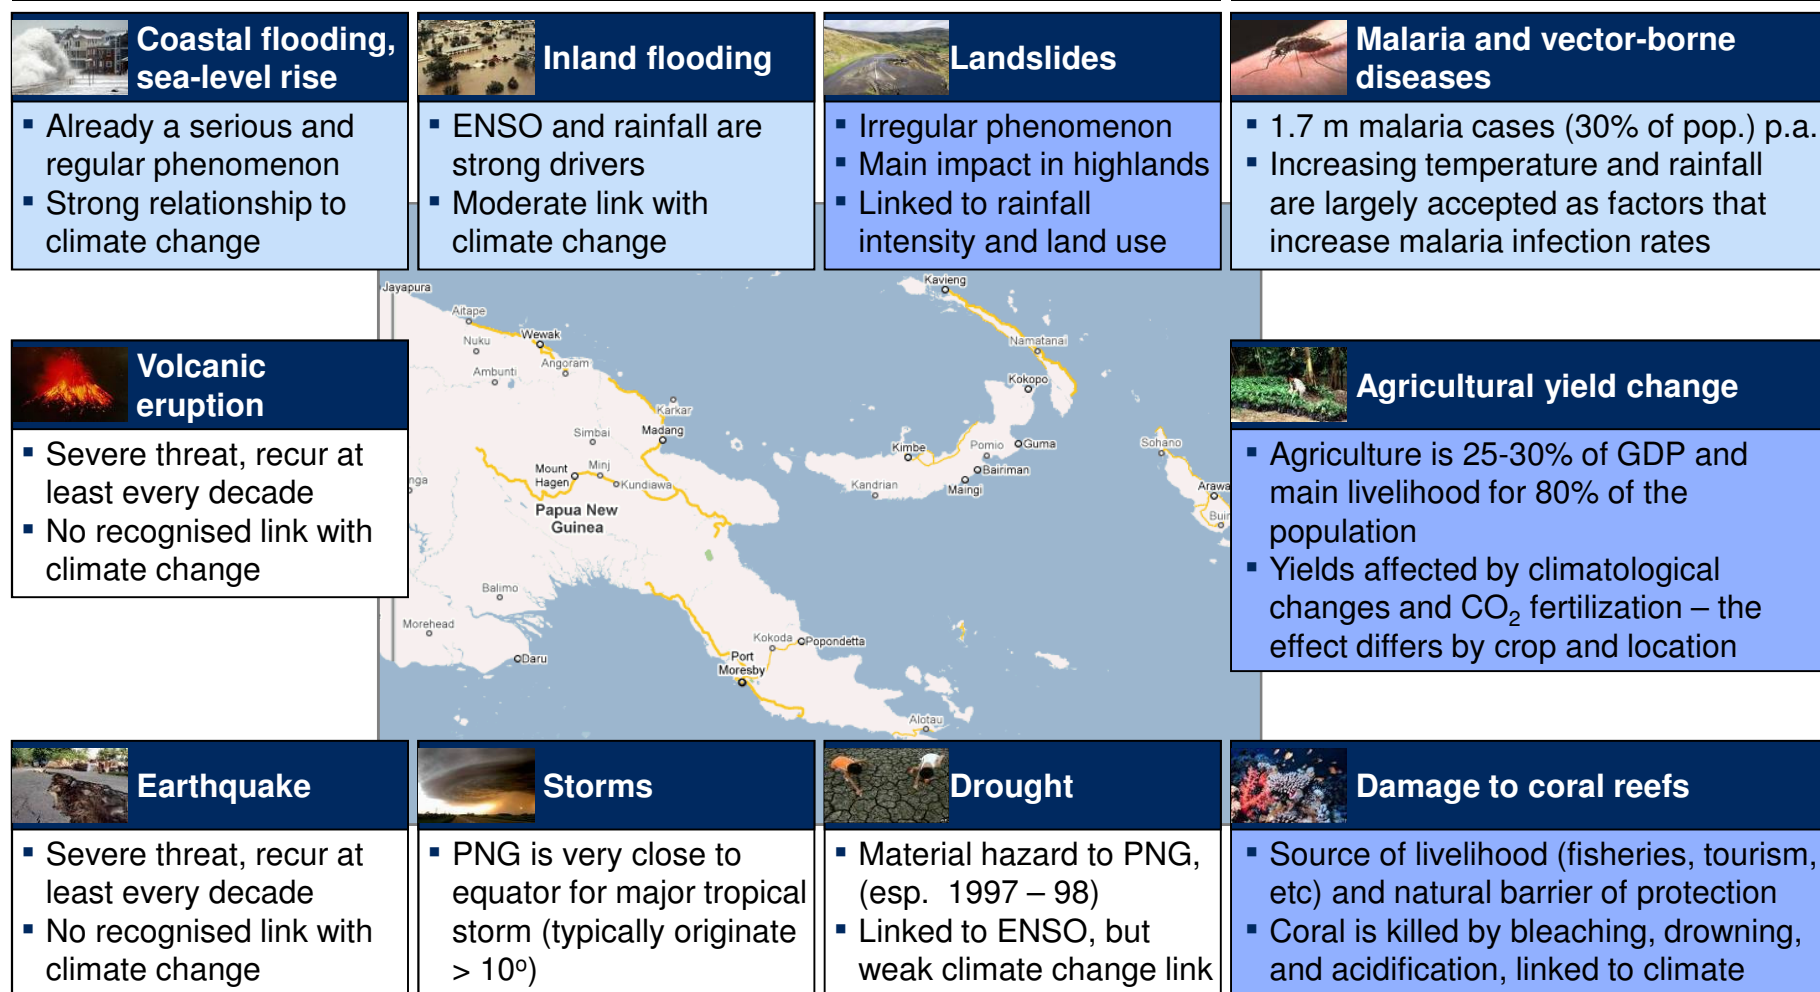 Coastal flooding,
sea-level rise
▪ Already a serious and
regular phenomenon
▪ Strong relationship to
climate change
Inland flooding
▪ ENSO and rainfall are
strong drivers
▪ Moderate link with
climate change
Landslides
▪ Irregular phenomenon
▪ Main impact in highlands
▪ Linked to rainfall
intensity and land use
Malaria and vector-borne
diseases
▪ 1.7 m malaria cases (30% of pop.) p.a.
▪ Increasing temperature and rainfall
are largely accepted as factors that
increase malaria infection rates
Volcanic
eruption
▪ Severe threat, recur at
least every decade
▪ No recognised link with
climate change
Jayapura
Aitape
Nuku
Wewak
Angoram
Ambunti
Karkar
Simbai
Madang
Mount
Hagen
Minj
Kundiawa
Papua New
Guinea
Balimo
Morehead
Daru
Kokoda
Popondetta
Port
Moresby
Alotau
Kavieng
Namatanai
Kokopo
Kimbe
Pomio
Guma
Bairiman
Maingi
Kandrian
Sohano
Arawa
Buin
nga
Agricultural yield change
▪ Agriculture is 25-30% of GDP and
main livelihood for 80% of the
population
▪ Yields affected by climatological
changes and CO₂ fertilization – the
effect differs by crop and location
Earthquake
▪ Severe threat, recur at
least every decade
▪ No recognised link with
climate change
Storms
▪ PNG is very close to
equator for major tropical
storm (typically originate
> 10º)
Drought
▪ Material hazard to PNG,
(esp. 1997 – 98)
▪ Linked to ENSO, but
weak climate change link
Damage to coral reefs
▪ Source of livelihood (fisheries, tourism,
etc) and natural barrier of protection
▪ Coral is killed by bleaching, drowning,
and acidification, linked to climate